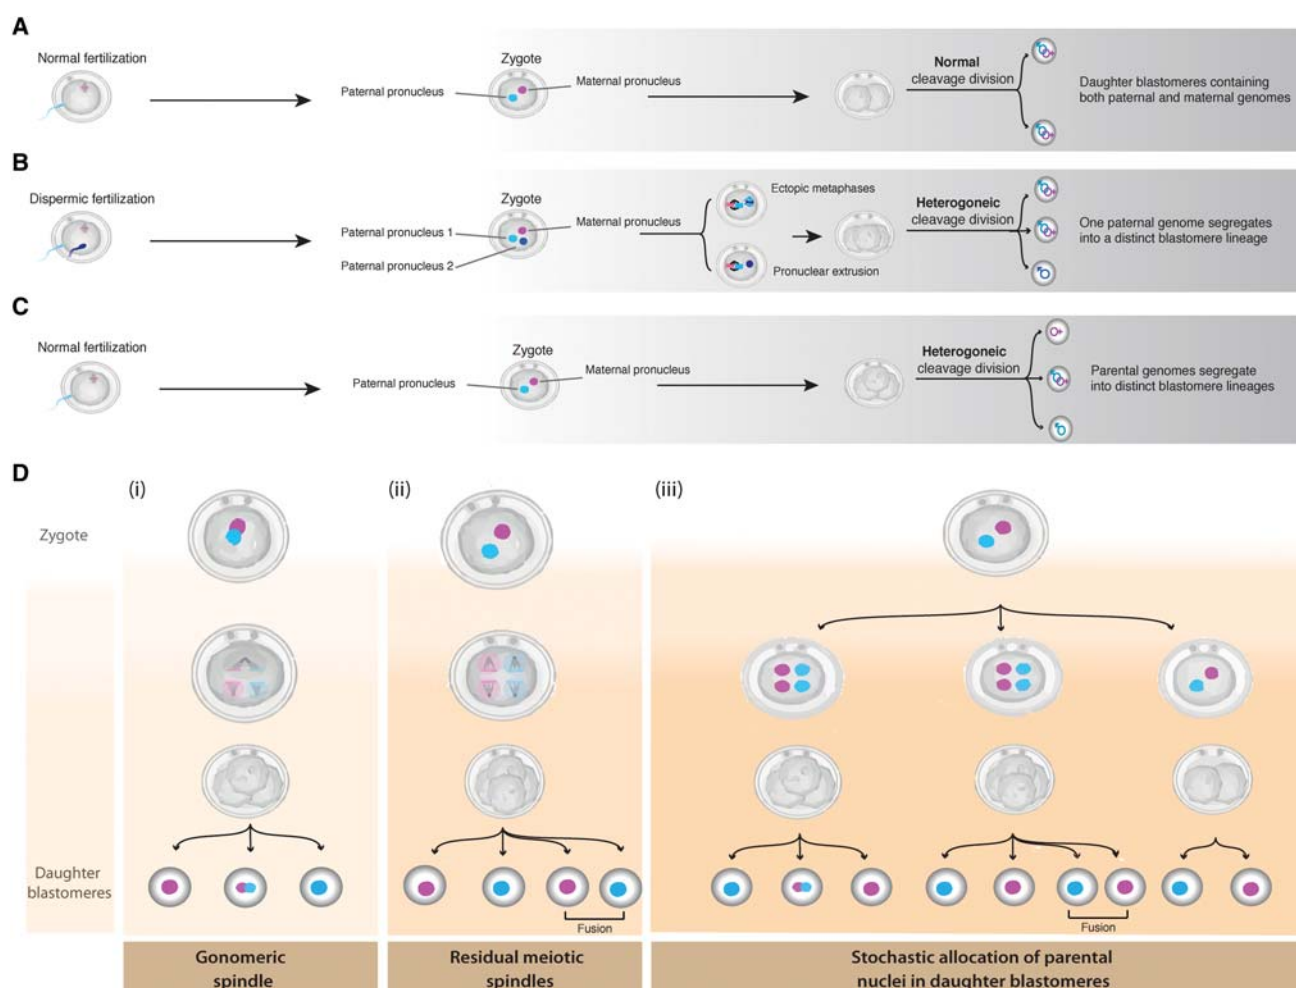 A
Normal fertilization
Paternal pronucleus
Zygote
Maternal pronucleus
Normal
cleavage division
Daughter blastomeres containing
both paternal and maternal genomes
B
Dispermic fertilization
Paternal pronucleus 1
Paternal pronucleus 2
Zygote
Maternal pronucleus
Ectopic metaphases
Pronuclear extrusion
Heterogoneic
cleavage division
One paternal genome segregates
into a distinct blastomere lineage
C
Normal fertilization
Paternal pronucleus
Zygote
Maternal pronucleus
Heterogoneic
cleavage division
Parental genomes segregate
into distinct blastomere lineages
D
(i)
(ii)
(iii)
Zygote
Daughter
blastomeres
Fusion
Fusion
Gonomeric
spindle
Residual meiotic
spindles
Stochastic allocation of parental
nuclei in daughter blastomeres